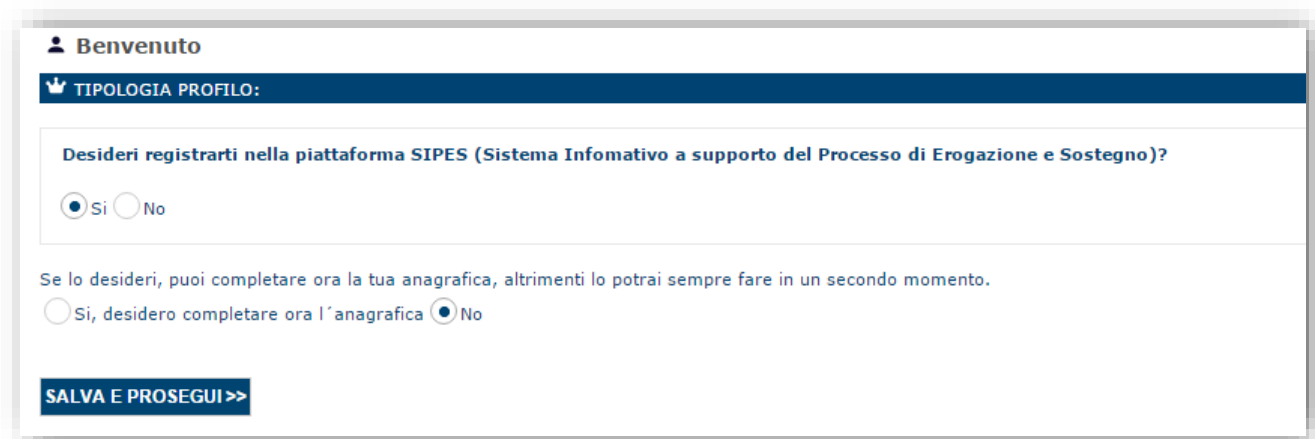 Benvenuto
TIPOLOGIA PROFILO:
Desideri registrarti nella piattaforma SIPES (Sistema Infomativo a supporto del Processo di Erogazione e Sostegno)?
Si No
Se lo desideri, puoi completare ora la tua anagrafica, altrimenti lo potrai sempre fare in un secondo momento.
Si, desidero completare ora l´anagrafica No
SALVA E PROSEGUI>>